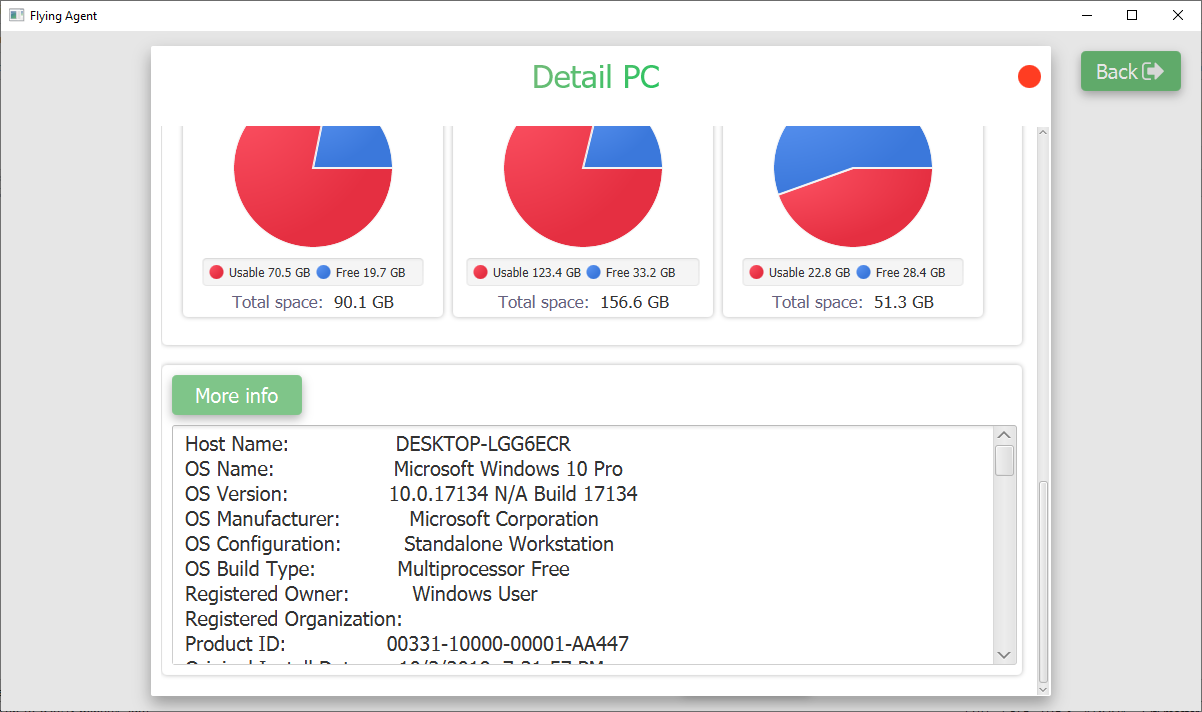 Flying Agent
Detail PC
Back
Usable 70.5 GB Free 19.7 GB
Total space: 90.1 GB
Usable 123.4 GB Free 33.2 GB
Total space: 156.6 GB
Usable 22.8 GB Free 28.4 GB
Total space: 51.3 GB
More info
Host Name: DESKTOP-LGG6ECR
OS Name: Microsoft Windows 10 Pro
OS Version: 10.0.17134 N/A Build 17134
OS Manufacturer: Microsoft Corporation
OS Configuration: Standalone Workstation
OS Build Type: Multiprocessor Free
Registered Owner: Windows User
Registered Organization:
Product ID: 00331-10000-00001-AA447
Original Install Date: